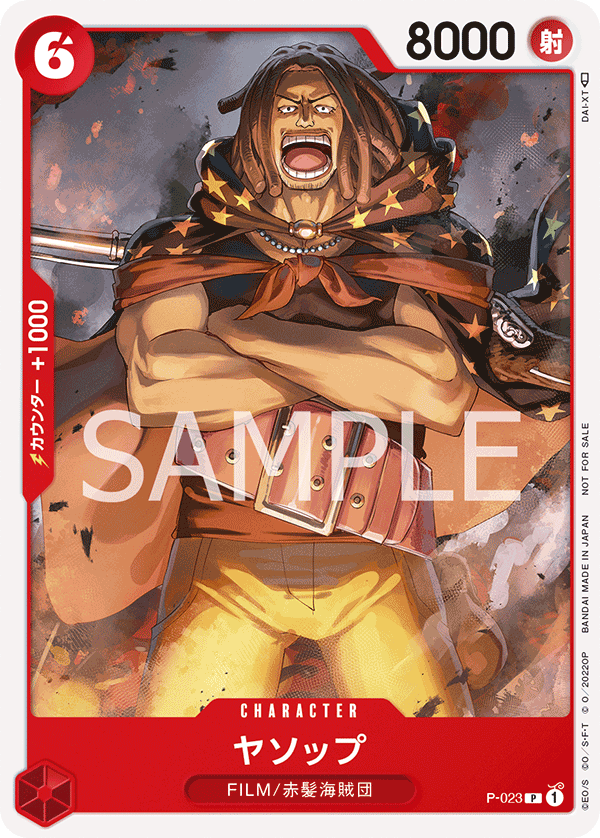 6
8000 射
DAI-XT
カウンター +1000
SAMPLE
©E/S ©O/S・F・T ©O/2022OP BANDAI MADE IN JAPAN NOT FOR SALE
CHARACTER
ヤソップ
FILM/赤髪海賊団
P-023 P 1